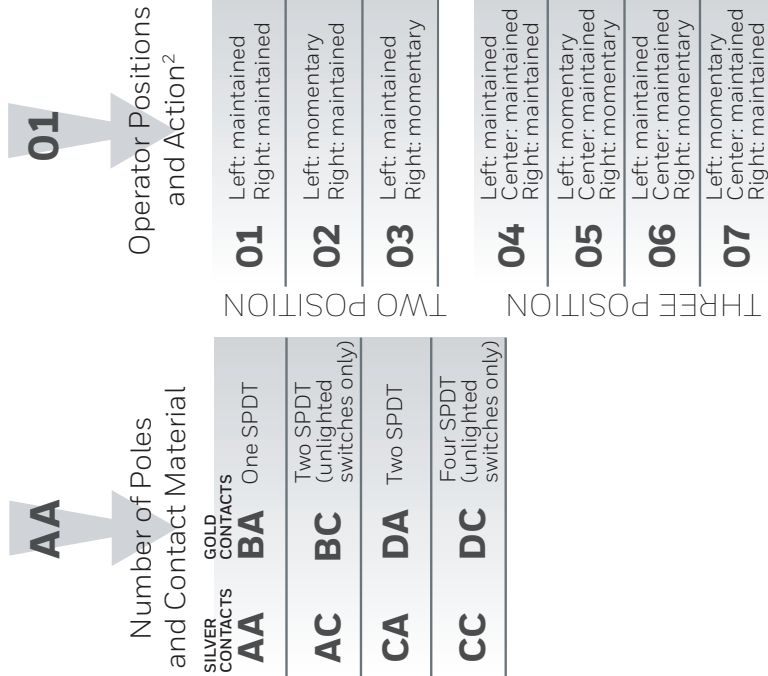 AA
Number of Poles
and Contact Material
SILVER
CONTACTS
GOLD
CONTACTS
AA BA One SPDT
AC BC Two SPDT
(unlighted
switches only)
CA DA Two SPDT
CC DC Four SPDT
(unlighted
switches only)
01
Operator Positions
and Action²
TWO POSITION
01 Left: maintained
Right: maintained
02 Left: momentary
Right: maintained
03 Left: momentary
Right: momentary
THREE POSITION
04 Left: maintained
Center: maintained
Right: maintained
05 Left: momentary
Center: maintained
Right: momentary
06 Left: maintained
Center: maintained
Right: momentary
07 Left: momentary
Center: maintained
Right: maintained